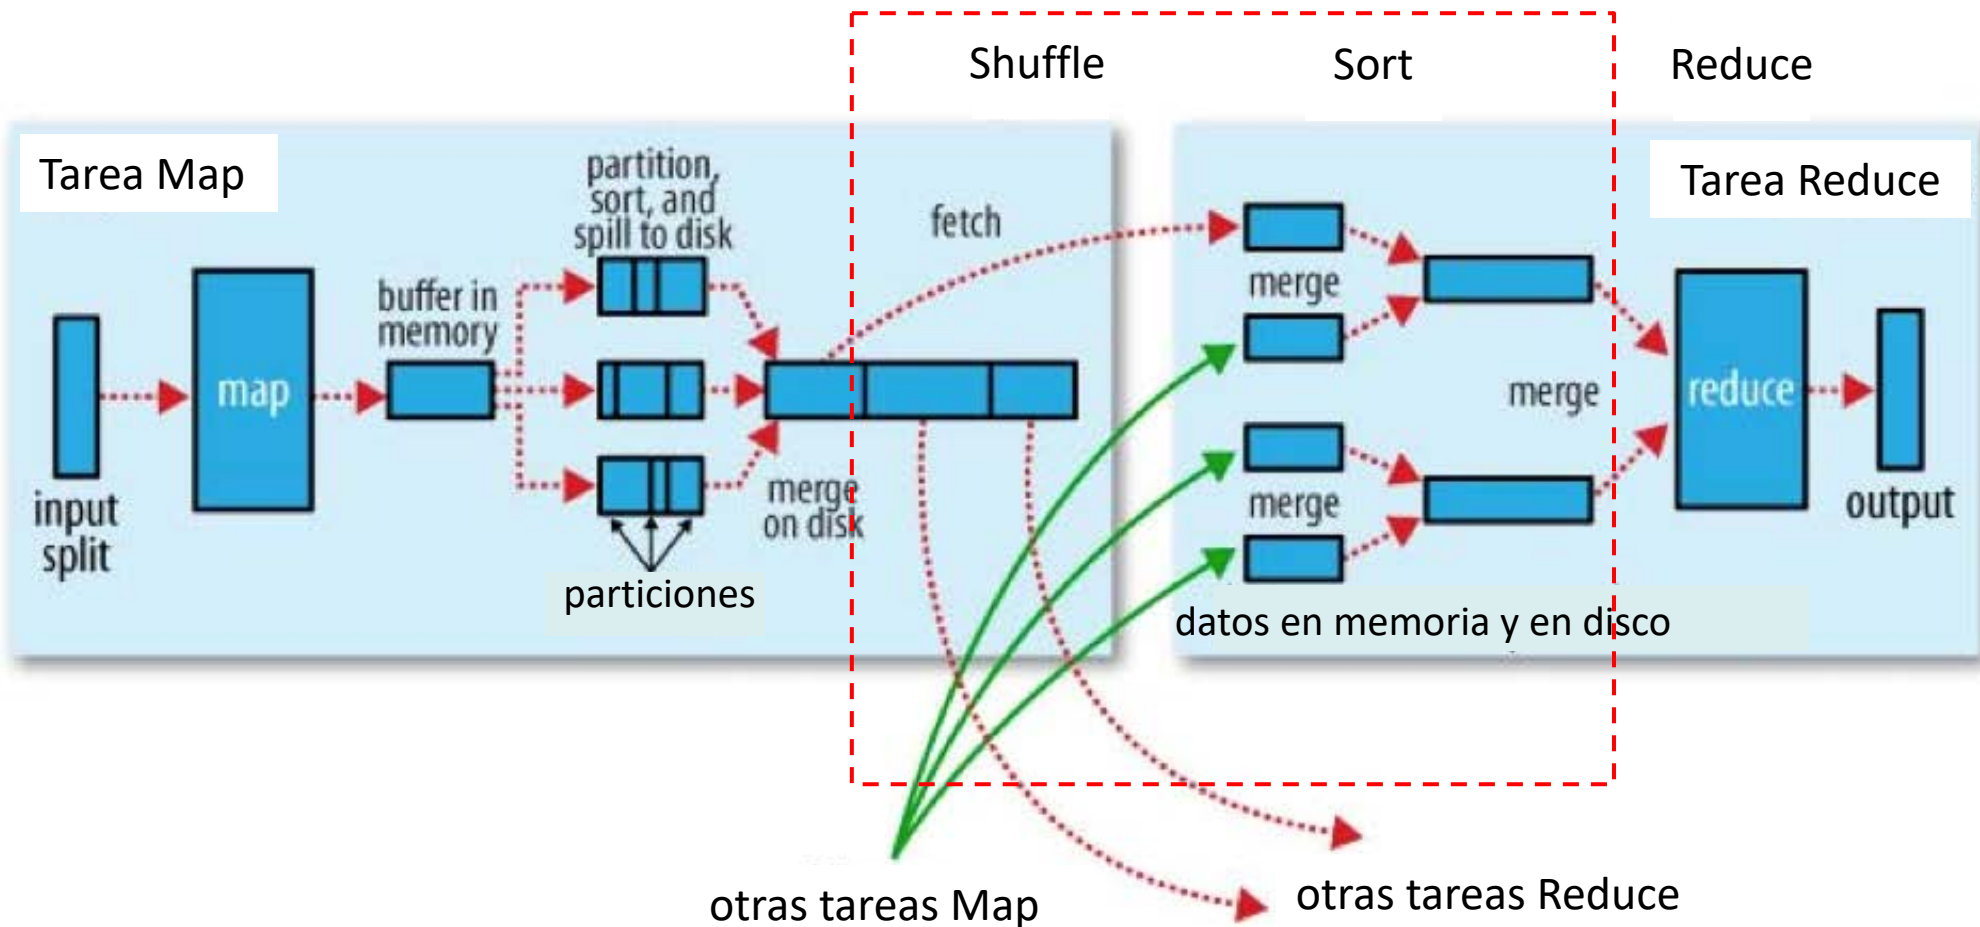 Shuffle
Sort
Reduce
Tarea Map
Tarea Reduce
partition,
sort, and
spill to disk
fetch
buffer in
memory
map
input
split
particiones
merge
on disk
merge
merge
merge
reduce
output
datos en memoria y en disco
otras tareas Map
otras tareas Reduce